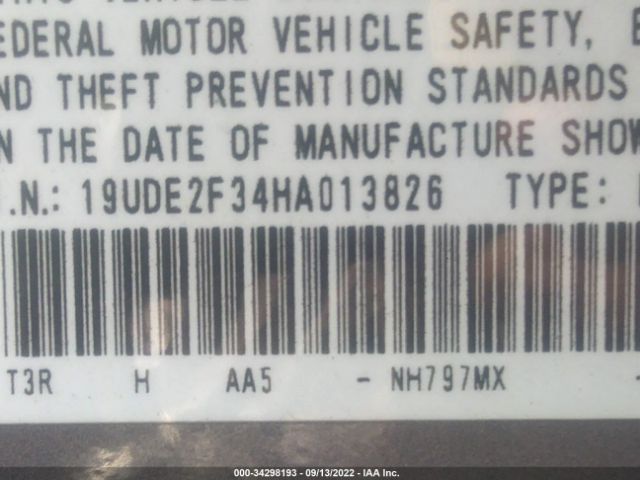 FEDERAL MOTOR VEHICLE SAFETY,
ND THEFT PREVENTION STANDARDS
N THE DATE OF MANUFACTURE SHOW
.N.: 19UDE2F34HA013826 TYPE:
T3R H AA5 - NH797MX -
000-34298193 - 09/13/2022 - IAA Inc.